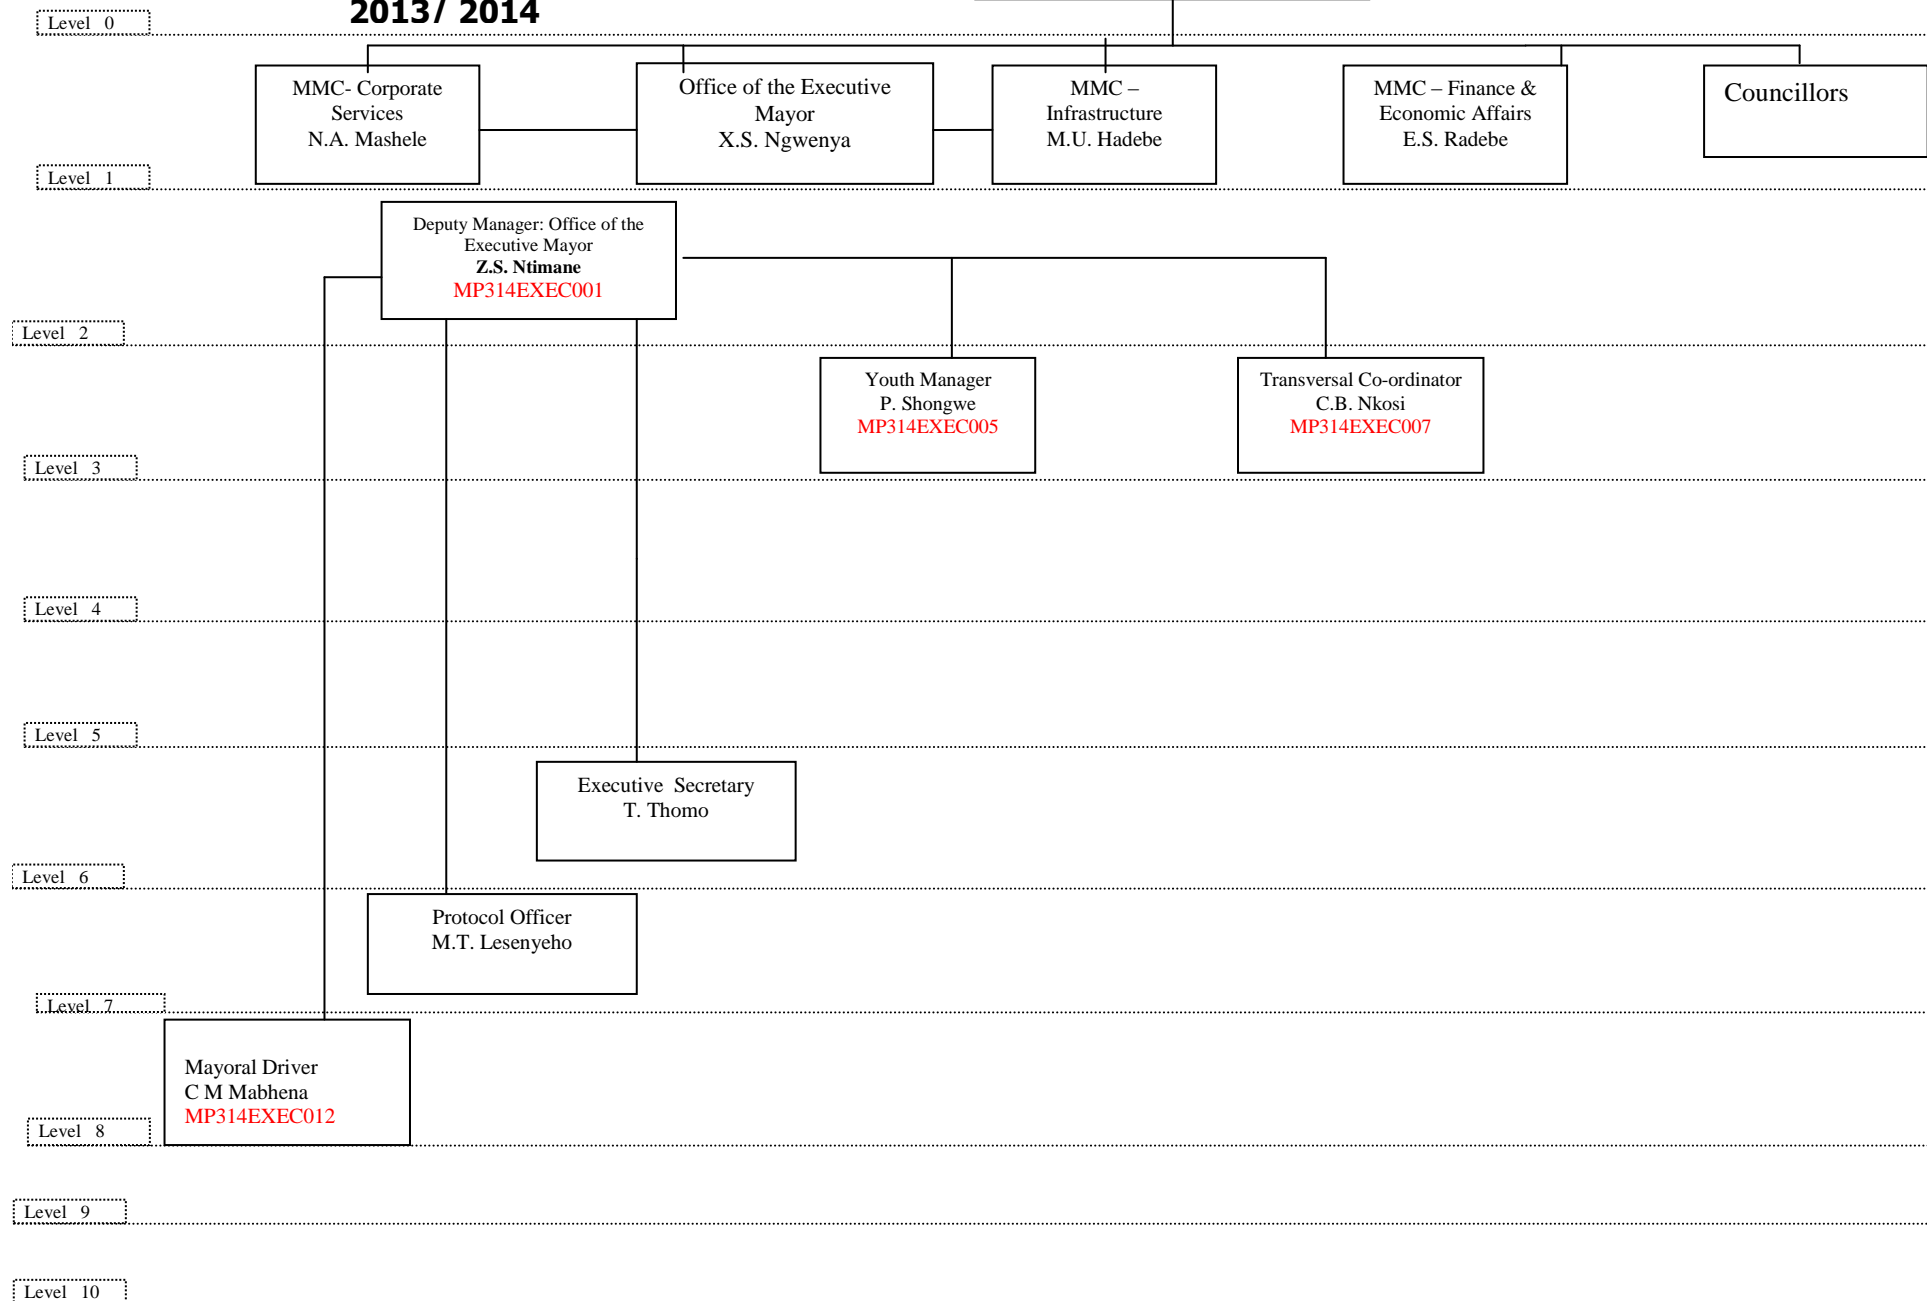 2013/ 2014
Level 0
MMC- Corporate
Services
N.A. Mashele
Office of the Executive
Mayor
X.S. Ngwenya
MMC –
Infrastructure
M.U. Hadebe
MMC – Finance &
Economic Affairs
E.S. Radebe
Councillors
Level 1
Deputy Manager: Office of the
Executive Mayor
Z.S. Ntimane
MP314EXEC001
Level 2
Youth Manager
P. Shongwe
MP314EXEC005
Transversal Co-ordinator
C.B. Nkosi
MP314EXEC007
Level 3
Level 4
Level 5
Executive Secretary
T. Thomo
Level 6
Protocol Officer
M.T. Lesenyeho
Level 7
Mayoral Driver
C M Mabhena
MP314EXEC012
Level 8
Level 9
Level 10